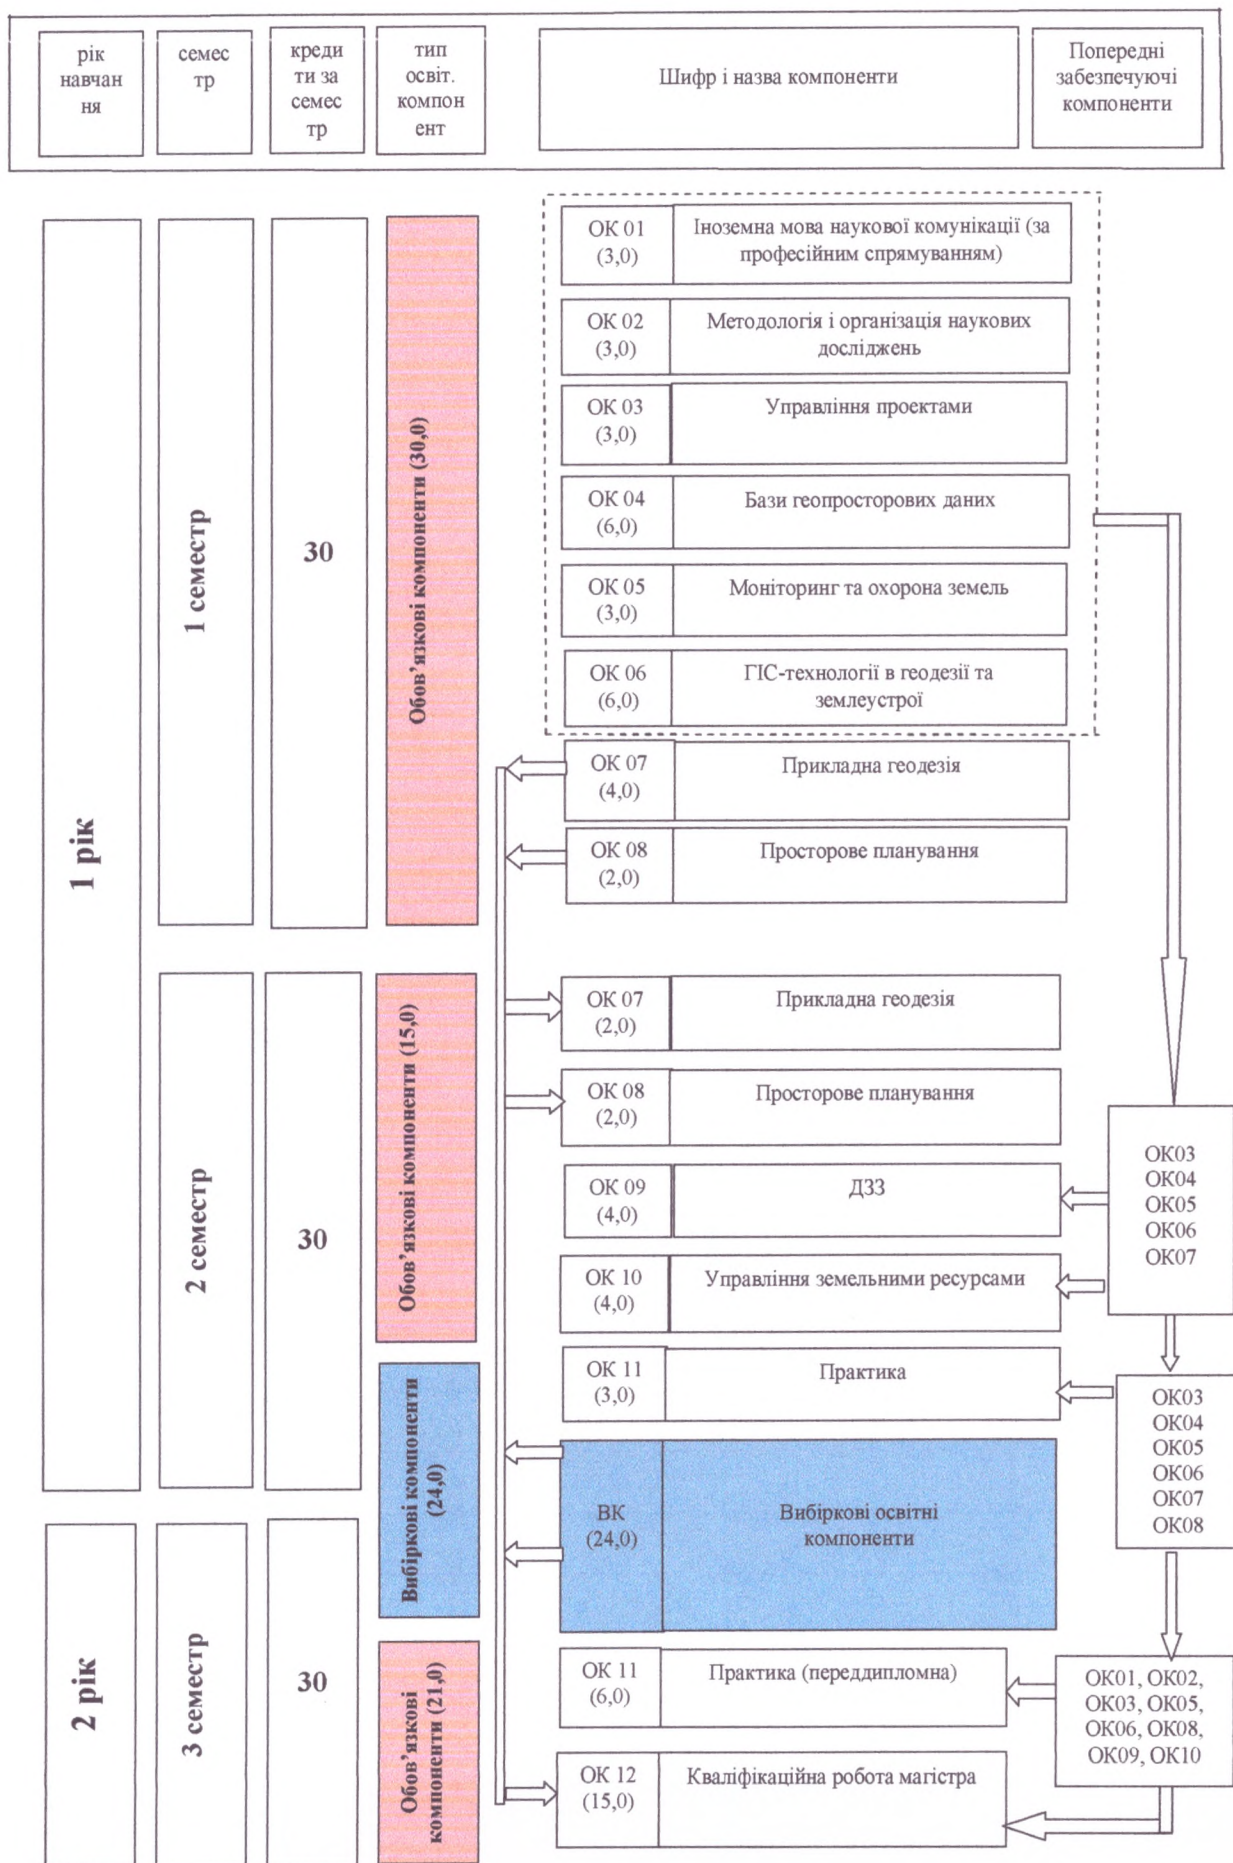 рік
навчан
ня
семес
тр
креди
ти за
семес
тр
тип
освіт.
компон
ент
Шифр і назва компоненти
Попередні
забезпечуючі
компоненти
1 рік
1 семестр
30
Обов’язкові компоненти (30,0)
ОК 01
(3,0)
Іноземна мова наукової комунікації (за
професійним спрямуванням)
ОК 02
(3,0)
Методологія і організація наукових
досліджень
ОК 03
(3,0)
Управління проектами
ОК 04
(6,0)
Бази геопросторових даних
ОК 05
(3,0)
Моніторинг та охорона земель
ОК 06
(6,0)
ГІС-технології в геодезії та
землеустрої
ОК 07
(4,0)
Прикладна геодезія
ОК 08
(2,0)
Просторове планування
2 семестр
30
Обов’язкові компоненти (15,0)
ОК 07
(2,0)
Прикладна геодезія
ОК 08
(2,0)
Просторове планування
ОК 09
(4,0)
ДЗЗ
ОК 10
(4,0)
Управління земельними ресурсами
ОК 11
(3,0)
Практика
ОК03
ОК04
ОК05
ОК06
ОК07
ОК03
ОК04
ОК05
ОК06
ОК07
ОК08
Вибіркові компоненти
(24,0)
ВК
(24,0)
Вибіркові освітні
компоненти
2 рік
3 семестр
30
Обов’язкові
компоненти (21,0)
ОК 11
(6,0)
Практика (переддипломна)
ОК01, ОК02,
ОК03, ОК05,
ОК06, ОК08,
ОК09, ОК10
ОК 12
(15,0)
Кваліфікаційна робота магістра